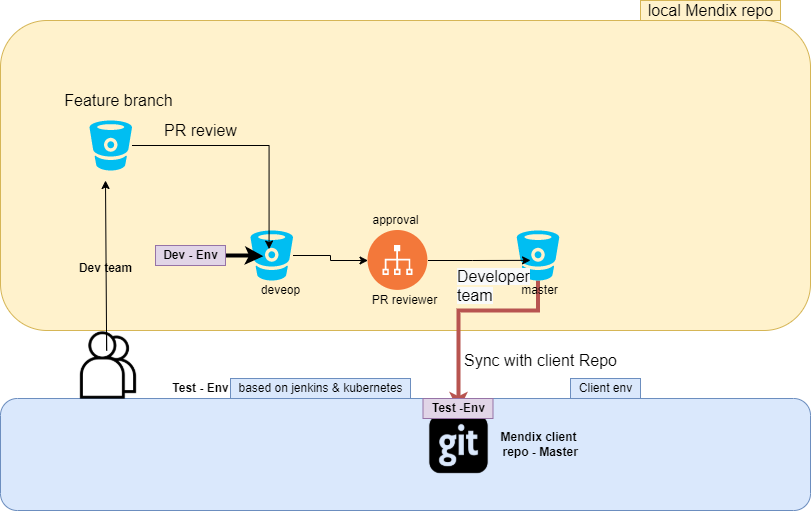 local Mendix repo
Feature branch
PR review
approval
Dev - Env
Dev team
deveop
PR reviewer
Developer
team
master
Sync with client Repo
Test - Env
based on jenkins & kubernetes
Client env
Test -Env
git
Mendix client
repo - Master